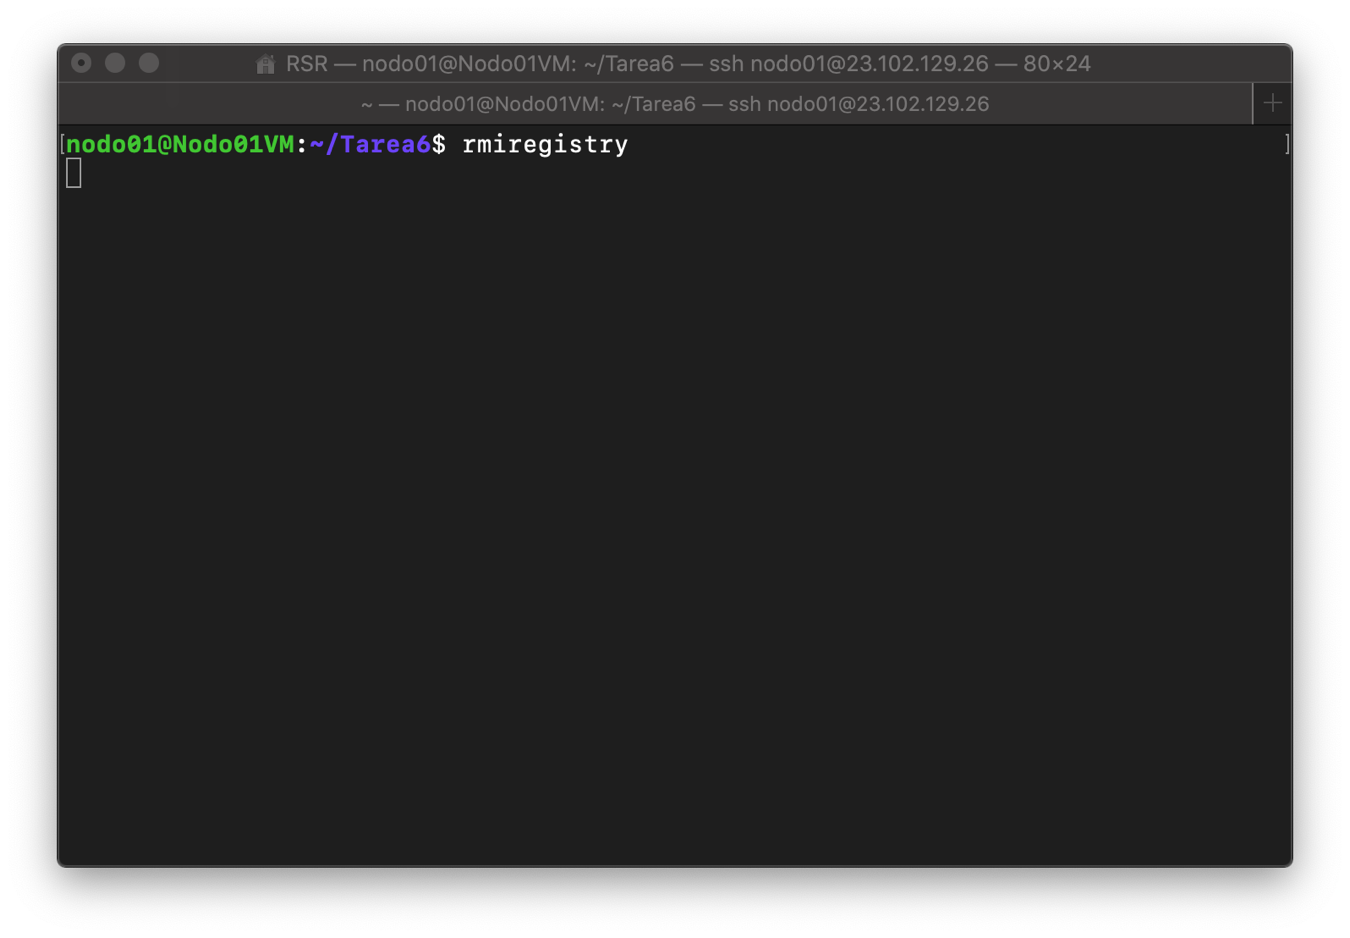 RSR — nodo01@Nodo01VM: ~/Tarea6 — ssh nodo01@23.102.129.26 — 80×24
~ — nodo01@Nodo01VM: ~/Tarea6 — ssh nodo01@23.102.129.26
[nodo01@Nodo01VM:~/Tarea6$ rmiregistry ]